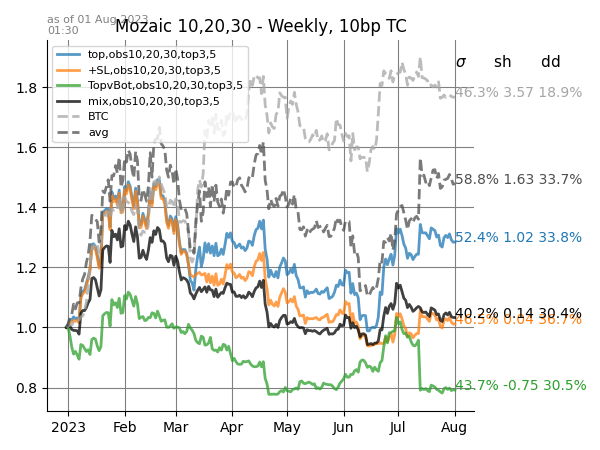 as of 01 Aug 2023
01:30
Mozaic 10,20,30 - Weekly, 10bp TC
top,obs10,20,30,top3,5
+SL,obs10,20,30,top3,5
TopvBot,obs10,20,30,top3,5
mix,obs10,20,30,top3,5
BTC
avg
σ sh dd
46.3% 3.57 18.9%
58.8% 1.63 33.7%
52.4% 1.02 33.8%
40.2% 0.14 30.4%
43.7% -0.75 30.5%
1.8
1.6
1.4
1.2
1.0
0.8
2023 Feb Mar Apr May Jun Jul Aug